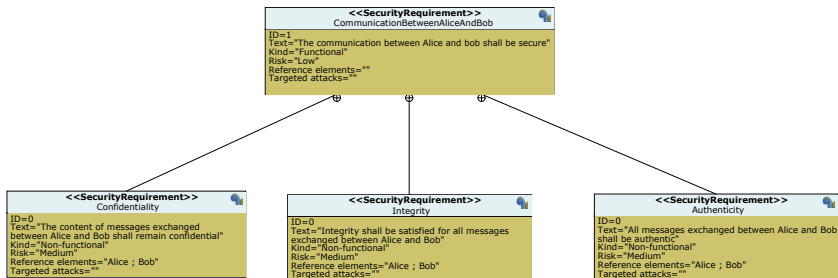 <<SecurityRequirement>>
CommunicationBetweenAliceAndBob
ID=1
Text="The communication between Alice and bob shall be secure"
Kind="Functional"
Risk="Low"
Reference elements=""
Targeted attacks=""
<<SecurityRequirement>>
Confidentiality
ID=0
Text="The content of messages exchanged
between Alice and Bob shall remain confidential"
Kind="Non-functional"
Risk="Medium"
Reference elements="Alice ; Bob"
Targeted attacks=""
<<SecurityRequirement>>
Integrity
ID=0
Text="Integrity shall be satisfied for all messages
exchanged between Alice and Bob"
Kind="Non-functional"
Risk="Medium"
Reference elements="Alice ; Bob"
Targeted attacks=""
<<SecurityRequirement>>
Authenticity
ID=0
Text="All messages exchanged between Alice and Bob
shall be authentic"
Kind="Non-functional"
Risk="Medium"
Reference elements="Alice ; Bob"
Targeted attacks=""